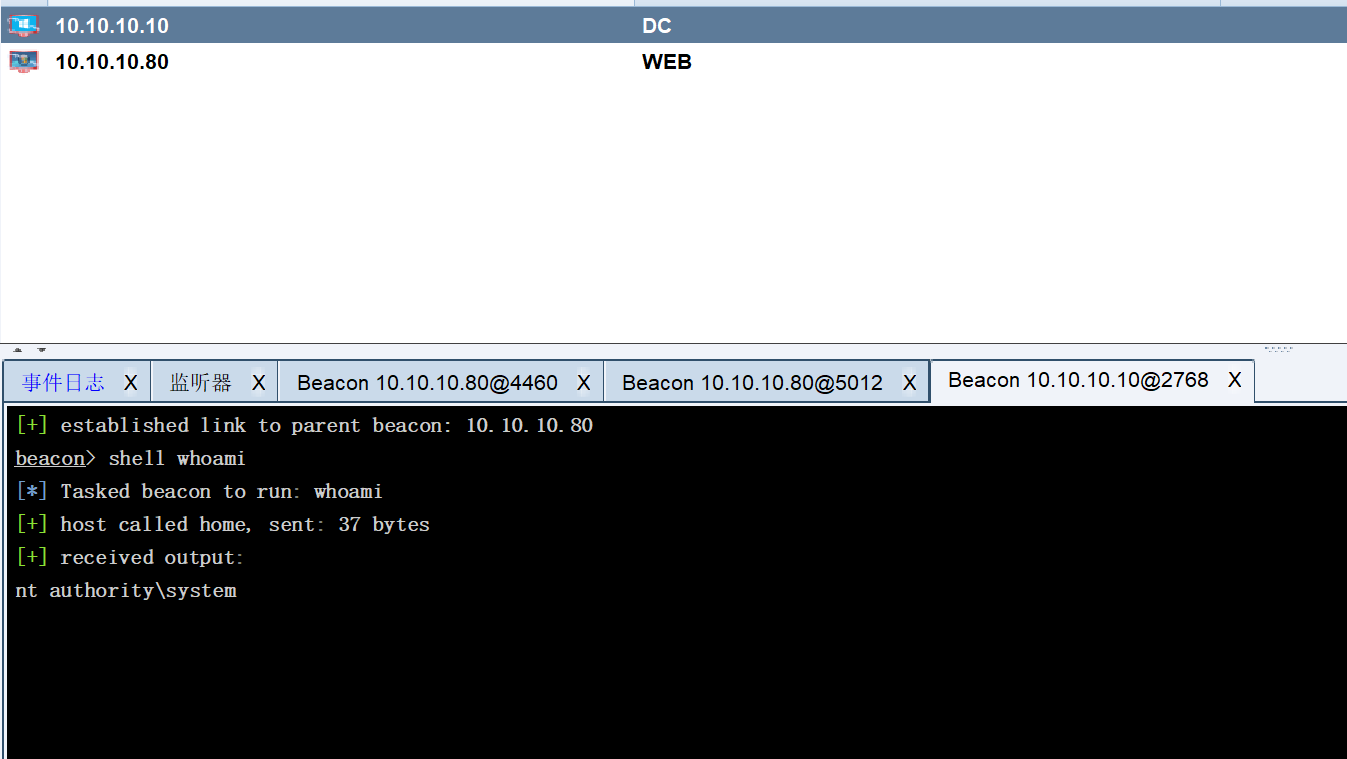 10.10.10.10 DC
10.10.10.80 WEB
事件日志 X 监听器 X Beacon 10.10.10.80@4460 X Beacon 10.10.10.80@5012 X Beacon 10.10.10.10@2768 X
[+] established link to parent beacon: 10.10.10.80
beacon> shell whoami
[*] Tasked beacon to run: whoami
[+] host called home, sent: 37 bytes
[+] received output:
nt authority\system